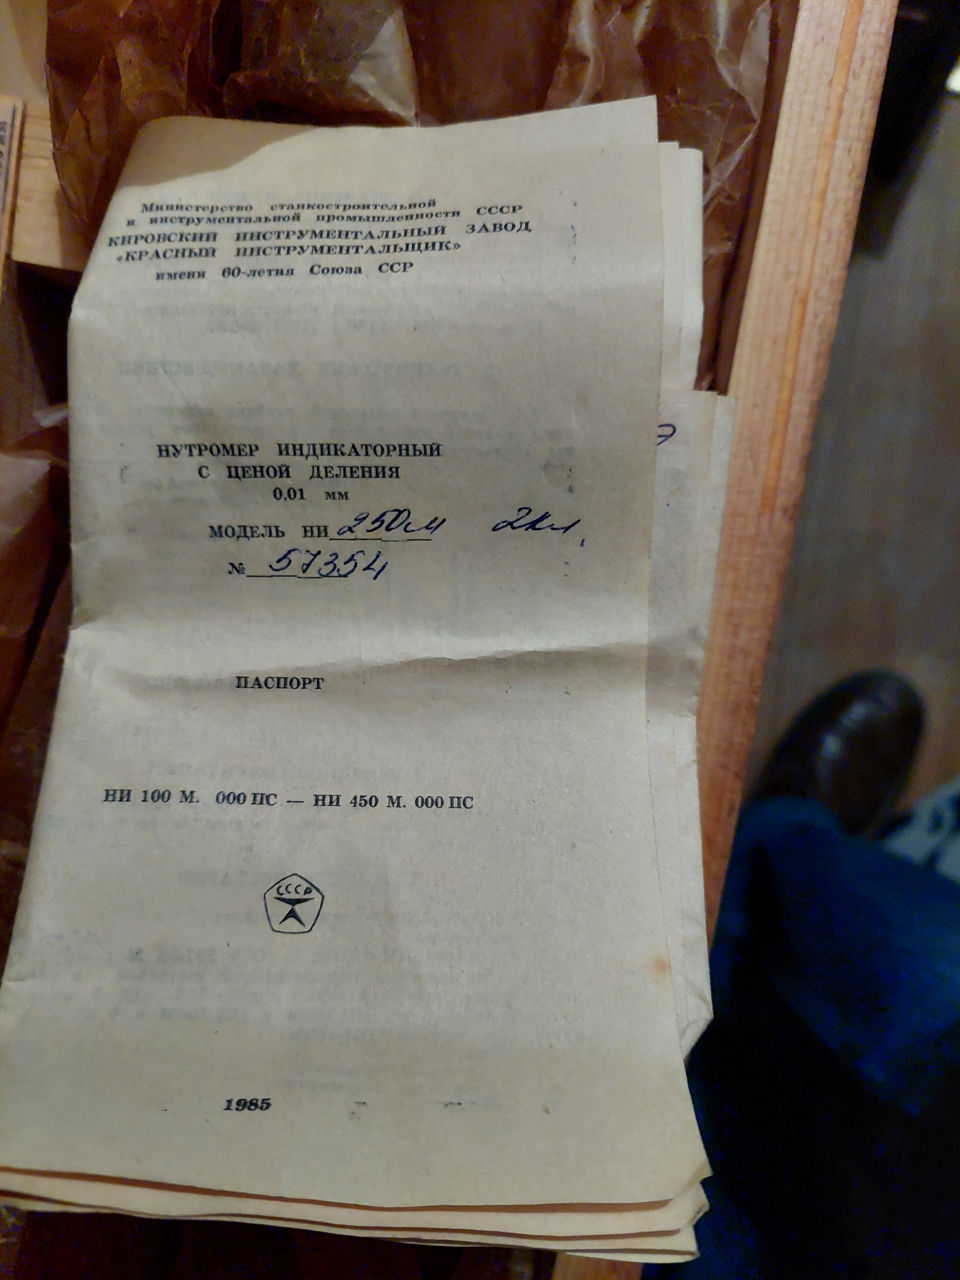 Министерство станкостроительной
и инструментальной промышленности СССР
КИРОВСКИЙ ИНСТРУМЕНТАЛЬНЫЙ ЗАВОД
«КРАСНЫЙ ИНСТРУМЕНТАЛЬЩИК»
имени 60-летия Союза ССР
НУТРОМЕР ИНДИКАТОРНЫЙ
С ЦЕНОЙ ДЕЛЕНИЯ
0,01 мм
МОДЕЛЬ НИ 250м 2кл,
№ 57354
ПАСПОРТ
НИ 100 М. 000 ПС — НИ 450 М. 000 ПС
СССР
1985